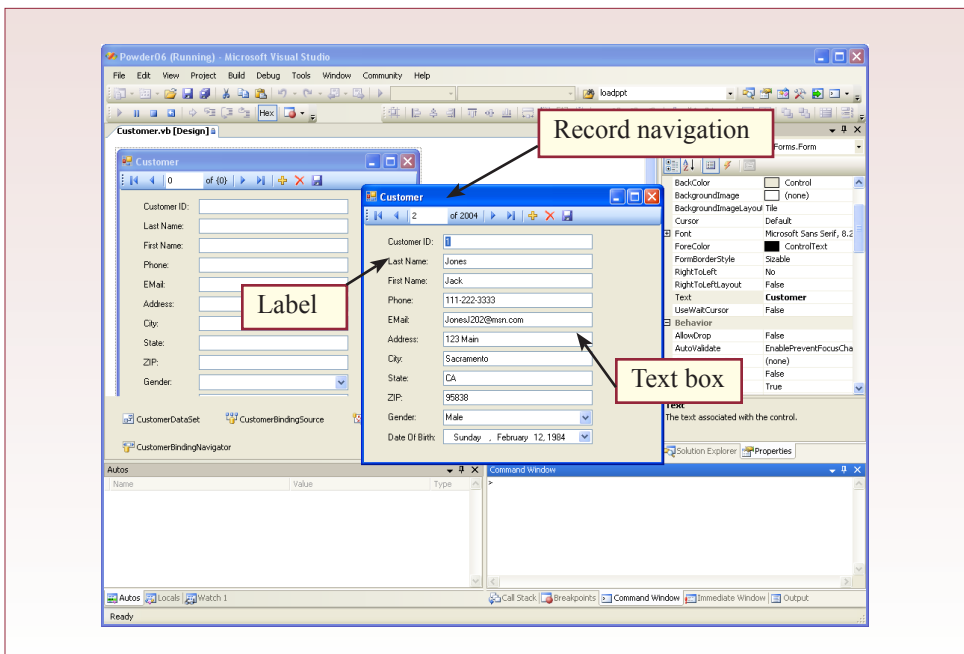 Powder06 (Running) - Microsoft Visual Studio
File Edit View Project Build Debug Tools Window Community Help
loadppt
Hex
Customer.vb [Design]
Record navigation
Forms.Form
Customer
0 of {0}
Customer ID:
Last Name:
First Name:
Phone:
EMail:
Address:
City:
State:
ZIP:
Gender:
Label
Customer
2 of 2004
Customer ID: 1
Last Name: Jones
First Name: Jack
Phone: 111-222-3333
EMail: JonesJ202@msn.com
Address: 123 Main
City: Sacramento
State: CA
ZIP: 95838
Gender: Male
Date Of Birth: Sunday , February 12, 1984
Text box
BackColor Control
BackgroundImage (none)
BackgroundImageLayou Tile
Cursor Default
Font Microsoft Sans Serif, 8.2
ForeColor ControlText
FormBorderStyle Sizable
RightToLeft No
RightToLeftLayout False
Text Customer
UseWaitCursor False
Behavior
AllowDrop False
AutoValidate EnablePreventFocusCha
(none)
False
True
Text
The text associated with the control.
Solution Explorer Properties
CustomerDataSet CustomerBindingSource
CustomerBindingNavigator
Autos
Name Value Type
Command Window
>
Autos Locals Watch 1
Call Stack Breakpoints Command Window Immediate Window Output
Ready